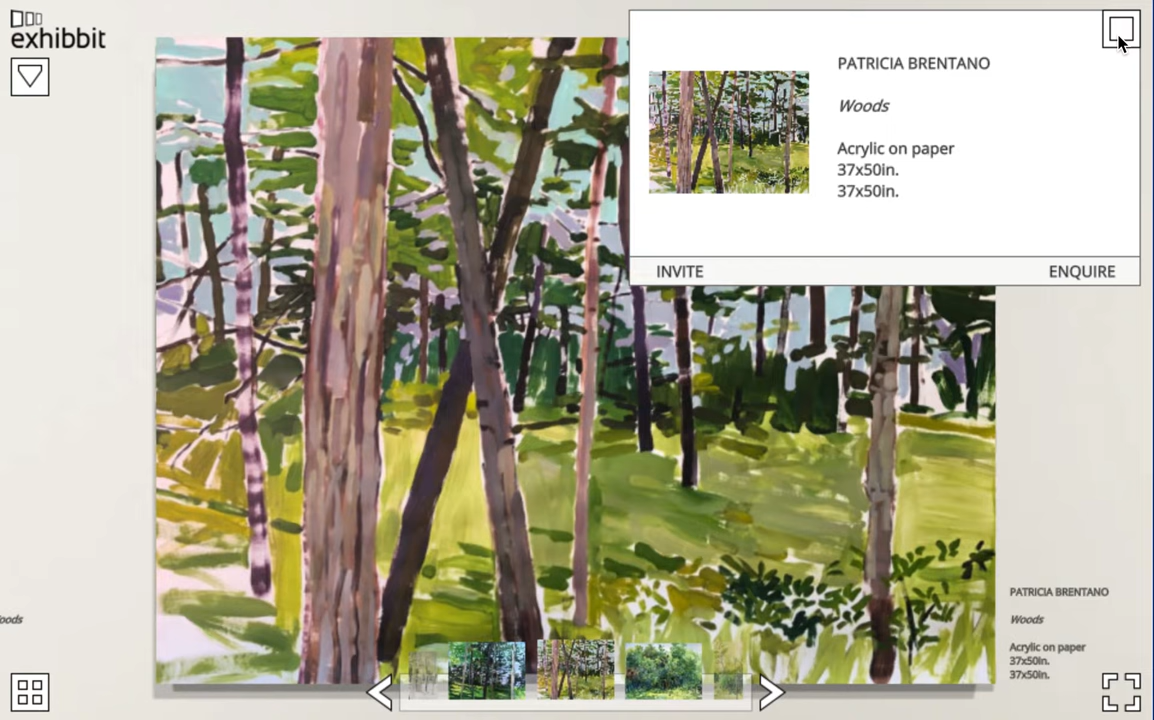 exhibbit
PATRICIA BRENTANO
Woods
Acrylic on paper
37x50in.
37x50in.
INVITE
ENQUIRE
PATRICIA BRENTANO
Woods
Acrylic on paper
37x50in.
37x50in.
oods